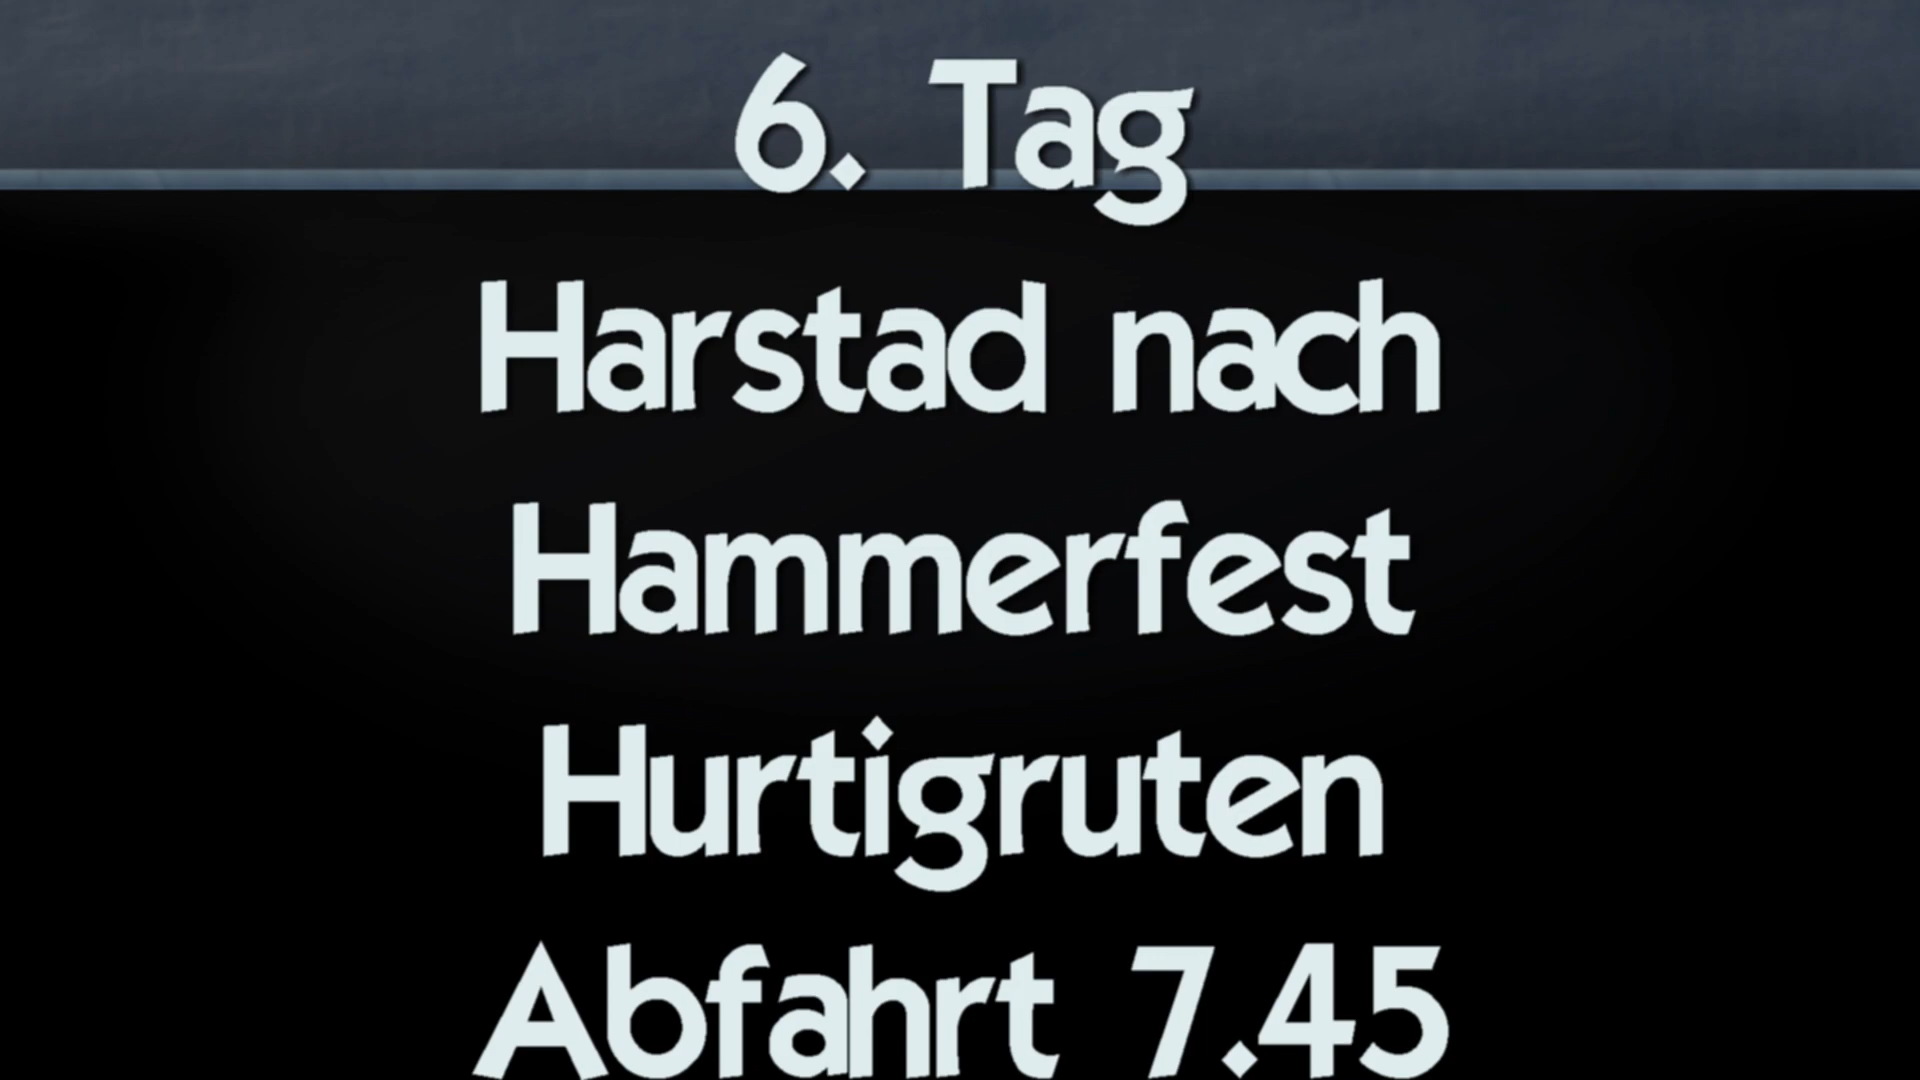 6. Tag
Harstad nach
Hammerfest
Hurtigruten
Abfahrt 7.45